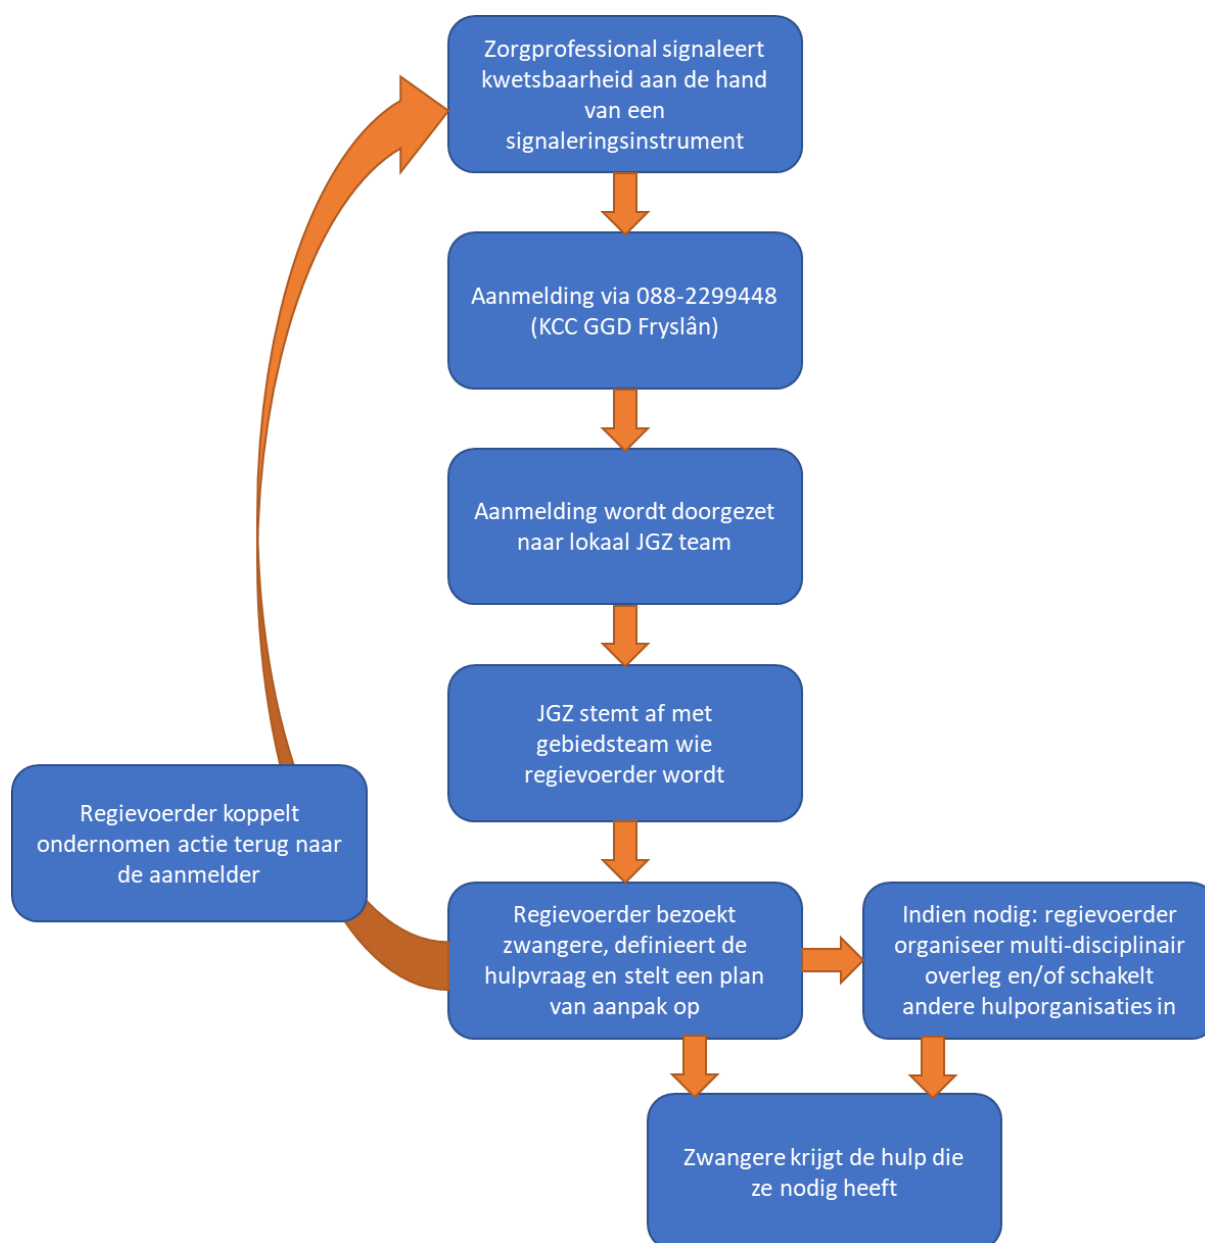 Zorgprofessional signaleert
kwetsbaarheid aan de hand
van een
signaleringsinstrument
Aanmelding via 088-2299448
(KCC GGD Fryslân)
Aanmelding wordt doorgezet
naar lokaal JGZ team
JGZ stemt af met
gebiedsteam wie
regievoerder wordt
Regievoerder koppelt
ondernomen actie terug naar
de aanmelder
Regievoerder bezoekt
zwangere, definieert de
hulpvraag en stelt een plan
van aanpak op
Indien nodig: regievoerder
organiseer multi-disciplinair
overleg en/of schakelt
andere hulporganisaties in
Zwangere krijgt de hulp die
ze nodig heeft